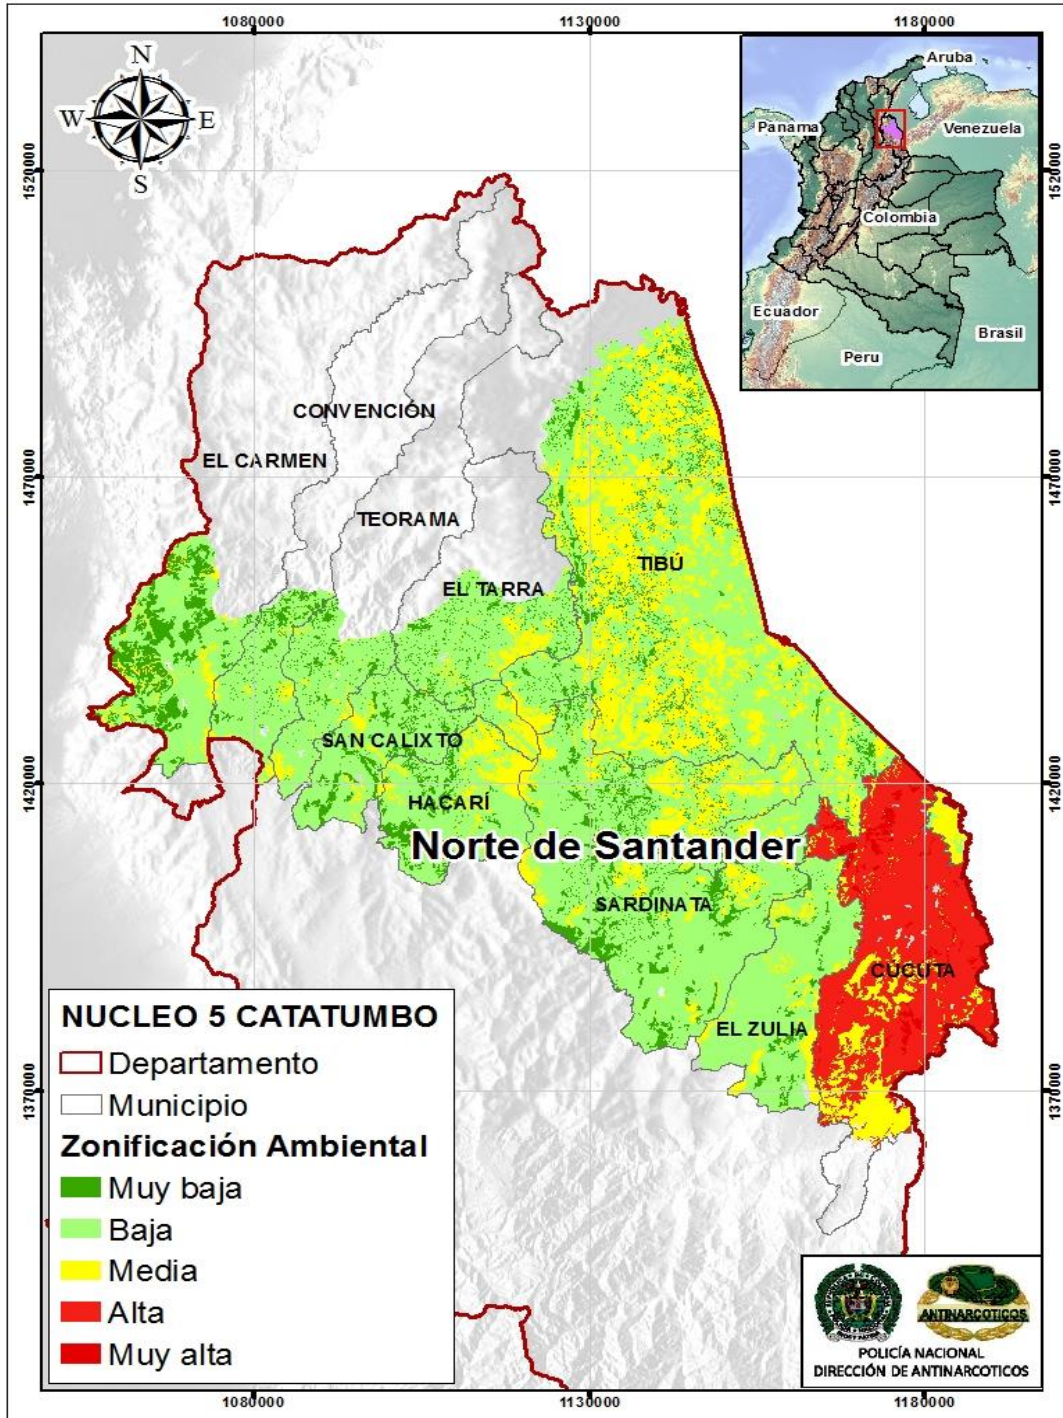 1080000
1130000
1180000
N
W
E
S
Aruba
Panama
Venezuela
Colombia
Ecuador
Brasil
Peru
1520000
1520000
CONVENCIÓN
EL CARMEN
1470000
1470000
TEORAMA
TIBÚ
EL TARRA
SAN CALIXTO
1420000
1420000
HACARÍ
Norte de Santander
SARDINATA
CÚCUTA
EL ZULIA
1370000
1370000
NUCLEO 5 CATATUMBO
Departamento
Municipio
Zonificación Ambiental
Muy baja
Baja
Media
Alta
Muy alta
ANTINARCOTICOS
POLICÍA NACIONAL
DIRECCIÓN DE ANTINARCOTICOS
1080000
1130000
1180000